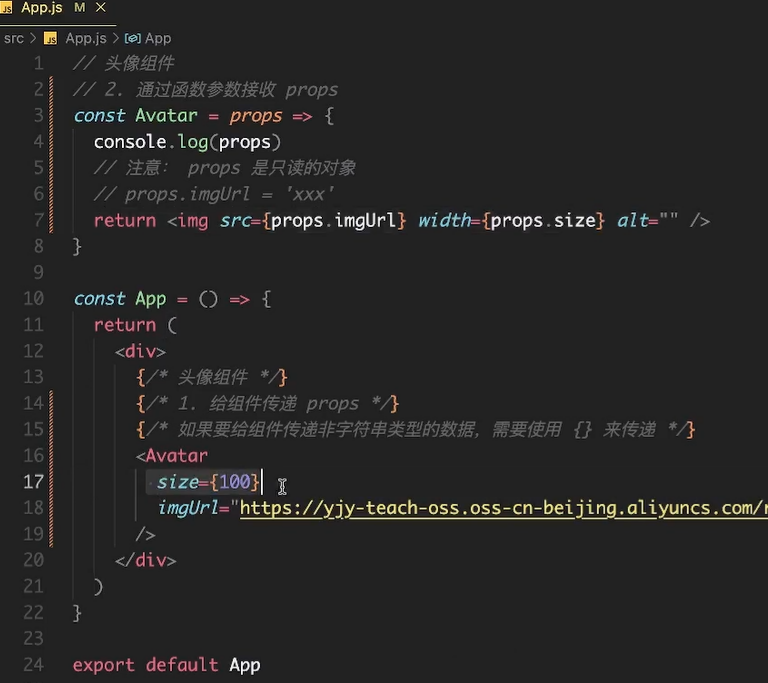 JS App.js M ×
src > JS App.js > App
1 // 头像组件
2 // 2. 通过函数参数接收 props
3 const Avatar = props => {
4 console.log(props)
5 // 注意： props 是只读的对象
6 // props.imgUrl = 'xxx'
7 return <img src={props.imgUrl} width={props.size} alt="" />
8 }
9
10 const App = () => {
11 return (
12 <div>
13 {/* 头像组件 */}
14 {/* 1. 给组件传递 props */}
15 {/* 如果要给组件传递非字符串类型的数据，需要使用 {} 来传递 */}
16 <Avatar
17 size={100}
18 imgUrl="https://yjy-teach-oss.oss-cn-beijing.aliyuncs.com/
19 />
20 </div>
21 )
22 }
23
24 export default App